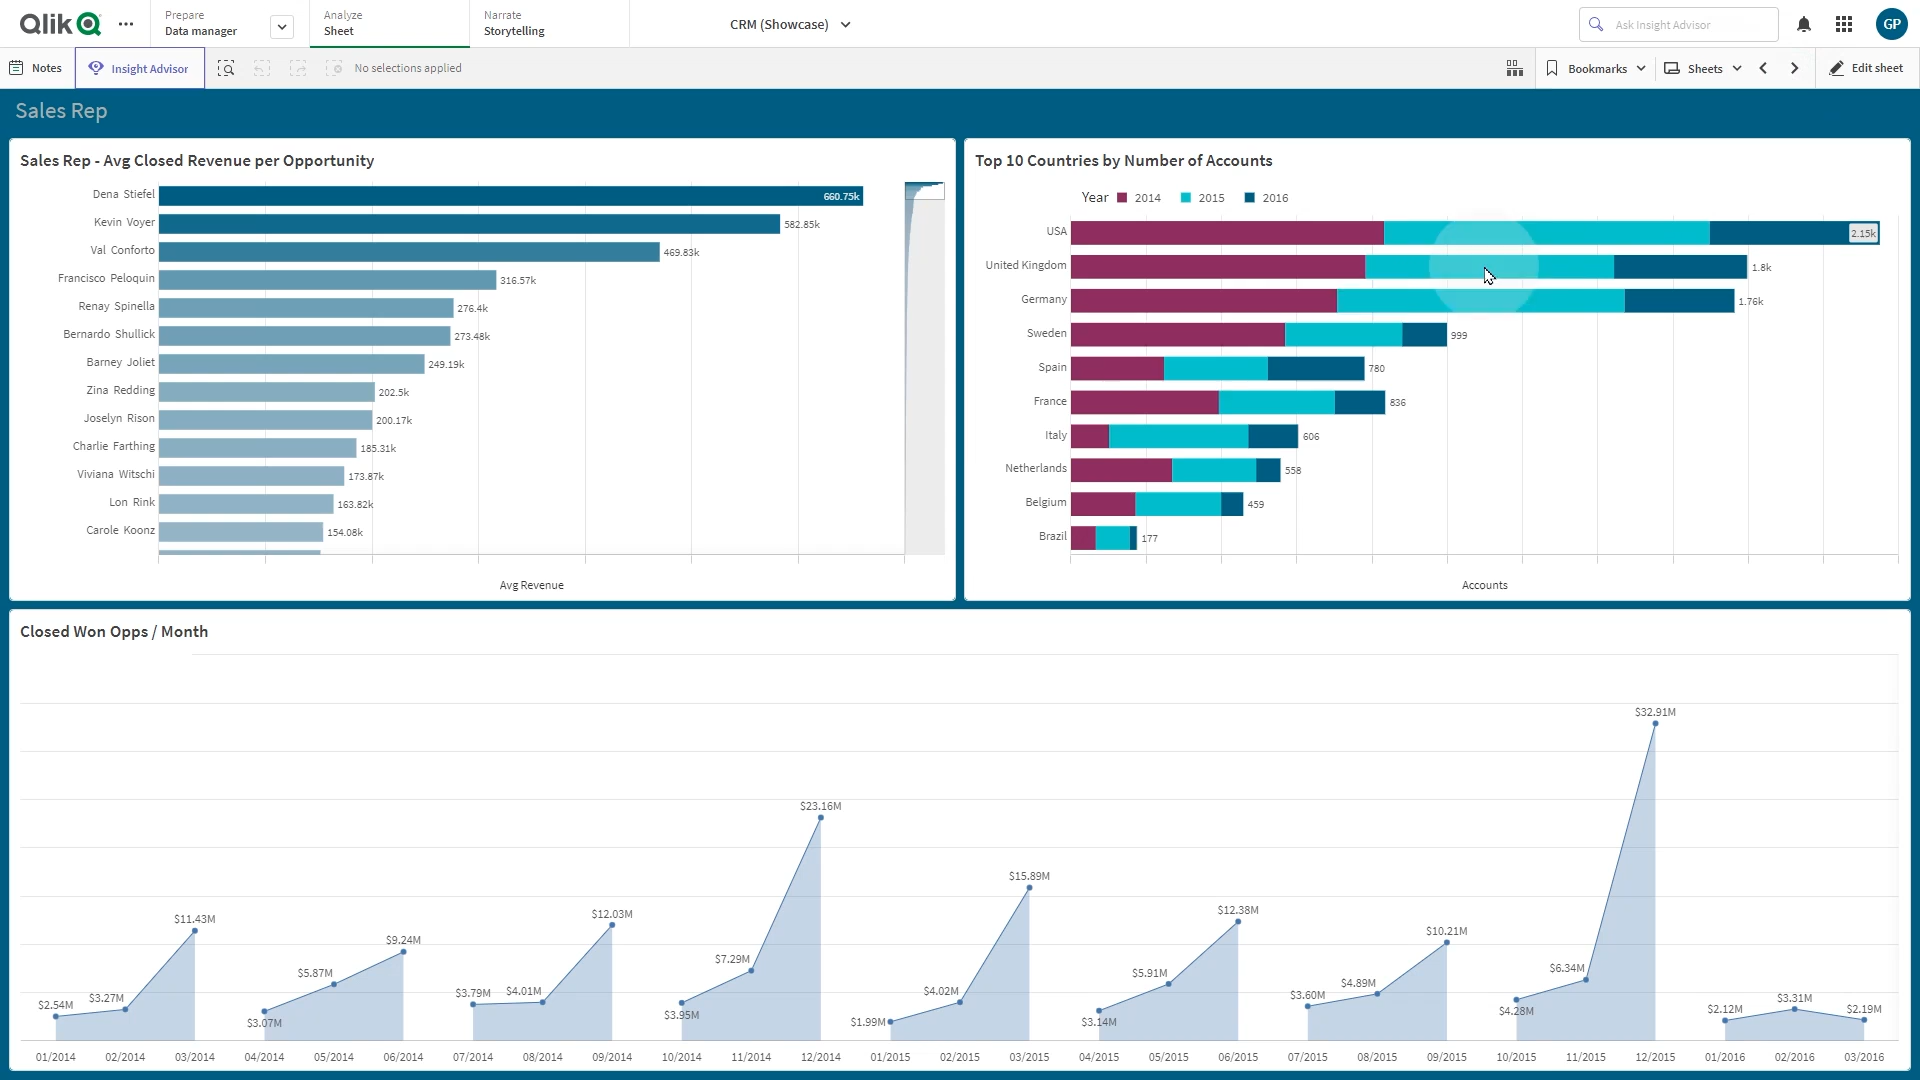 Qlik
Prepare
Data manager
Analyze
Sheet
Narrate
Storytelling
CRM (Showcase)
Ask Insight Advisor
GP
Notes
Insight Advisor
No selections applied
Bookmarks
Sheets
Edit sheet
Sales Rep
Sales Rep - Avg Closed Revenue per Opportunity
Dena Stiefel 660.75k
Kevin Voyer 582.85k
Val Conforto 469.83k
Francisco Peloquin 316.57k
Renay Spinella 276.4k
Bernardo Shullick 273.48k
Barney Joliet 249.19k
Zina Redding 202.5k
Joselyn Rison 200.17k
Charlie Farthing 185.31k
Viviana Witschi 173.87k
Lon Rink 163.82k
Carole Koonz 154.08k
Avg Revenue
Top 10 Countries by Number of Accounts
Year 2014 2015 2016
USA 2.15k
United Kingdom 1.8k
Germany 1.76k
Sweden 999
Spain 780
France 836
Italy 606
Netherlands 558
Belgium 459
Brazil 177
Accounts
Closed Won Opps / Month
$2.54M
$3.27M
$11.43M
$3.07M
$5.87M
$9.24M
$3.79M
$4.01M
$12.03M
$3.95M
$7.29M
$23.16M
$1.99M
$4.02M
$15.89M
$3.14M
$5.91M
$12.38M
$3.60M
$4.89M
$10.21M
$4.28M
$6.34M
$32.91M
$2.12M
$3.31M
$2.19M
01/2014 02/2014 03/2014 04/2014 05/2014 06/2014 07/2014 08/2014 09/2014 10/2014 11/2014 12/2014 01/2015 02/2015 03/2015 04/2015 05/2015 06/2015 07/2015 08/2015 09/2015 10/2015 11/2015 12/2015 01/2016 02/2016 03/2016